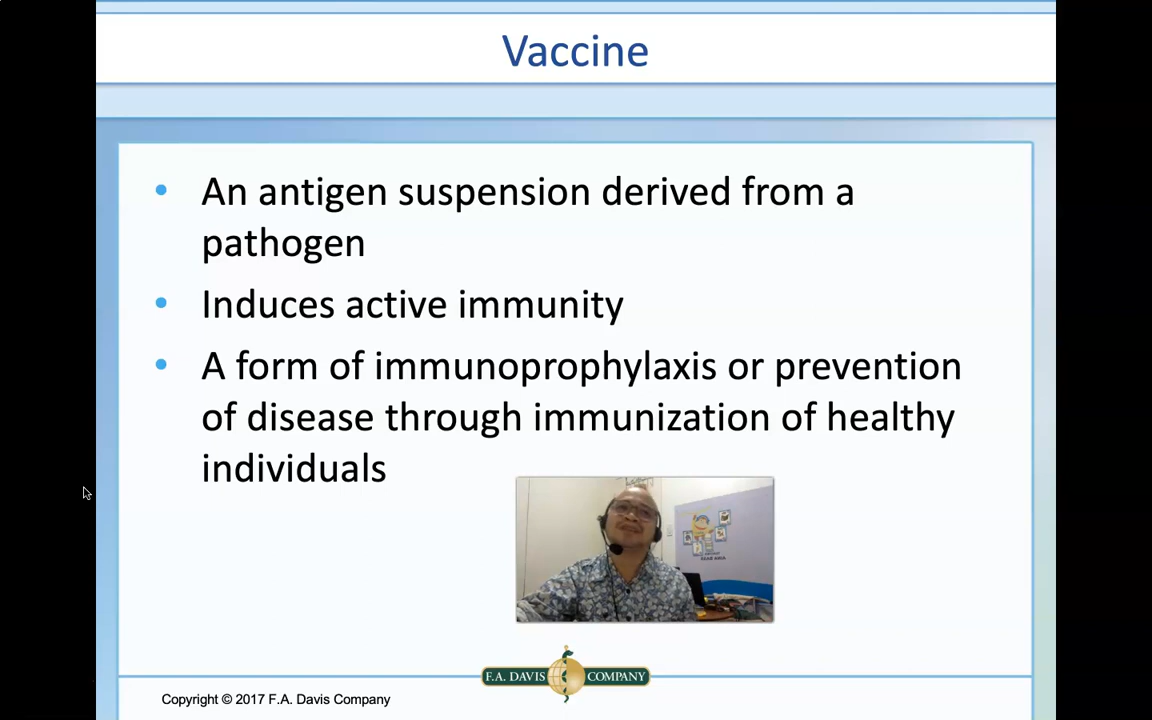 Vaccine
• An antigen suspension derived from a
pathogen
• Induces active immunity
• A form of immunoprophylaxis or prevention
of disease through immunization of healthy
individuals
F.A. DAVIS COMPANY
Copyright © 2017 F.A. Davis Company